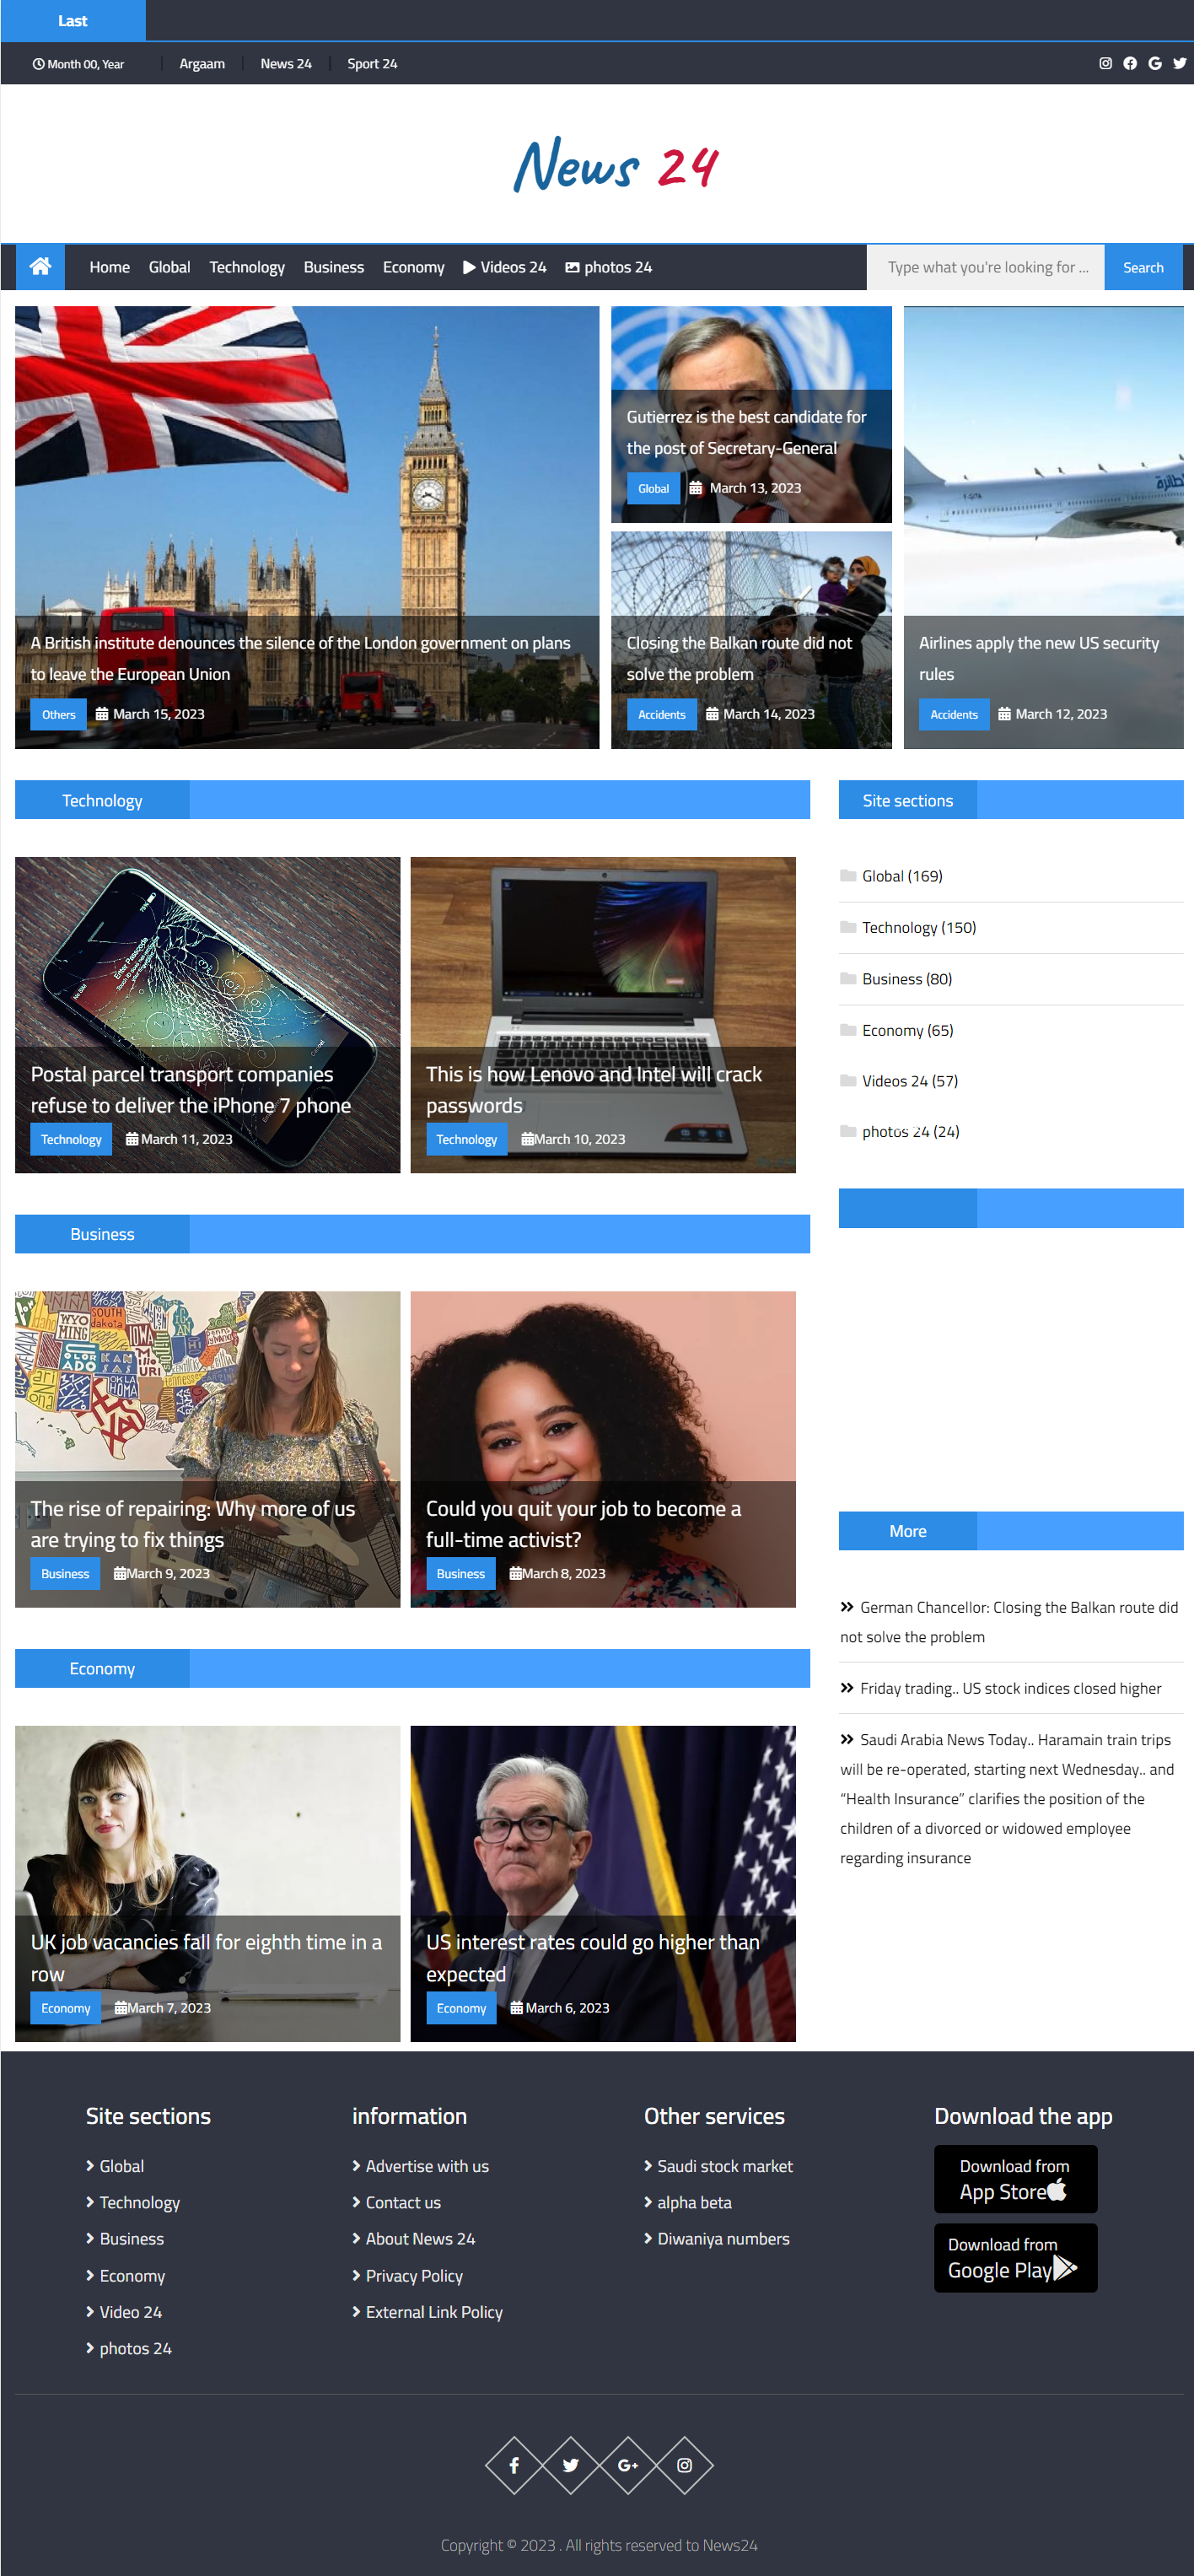 Last
Month 00, Year
Argaam
News 24
Sport 24
News 24
Home
Global
Technology
Business
Economy
Videos 24
photos 24
Type what you're looking for ...
Search
A British institute denounces the silence of the London government on plans
to leave the European Union
Others
March 15, 2023
Gutierrez is the best candidate for
the post of Secretary-General
Global
March 13, 2023
Closing the Balkan route did not
solve the problem
Accidents
March 14, 2023
Airlines apply the new US security
rules
Accidents
March 12, 2023
Technology
Postal parcel transport companies
refuse to deliver the iPhone 7 phone
Technology
March 11, 2023
This is how Lenovo and Intel will crack
passwords
Technology
March 10, 2023
Business
WYO
MING
SOUTH
dakota
IOWA
COLOR
ADO
KAN
SAS
OKLA
HOMA
The rise of repairing: Why more of us
are trying to fix things
Business
March 9, 2023
Could you quit your job to become a
full-time activist?
Business
March 8, 2023
Economy
UK job vacancies fall for eighth time in a
row
Economy
March 7, 2023
US interest rates could go higher than
expected
Economy
March 6, 2023
Site sections
Global (169)
Technology (150)
Business (80)
Economy (65)
Videos 24 (57)
photos 24 (24)
More
German Chancellor: Closing the Balkan route did
not solve the problem
Friday trading.. US stock indices closed higher
Saudi Arabia News Today.. Haramain train trips
will be re-operated, starting next Wednesday.. and
“Health Insurance” clarifies the position of the
children of a divorced or widowed employee
regarding insurance
Site sections
Global
Technology
Business
Economy
Video 24
photos 24
information
Advertise with us
Contact us
About News 24
Privacy Policy
External Link Policy
Other services
Saudi stock market
alpha beta
Diwaniya numbers
Download the app
Download from
App Store
Download from
Google Play
Copyright © 2023 . All rights reserved to News24